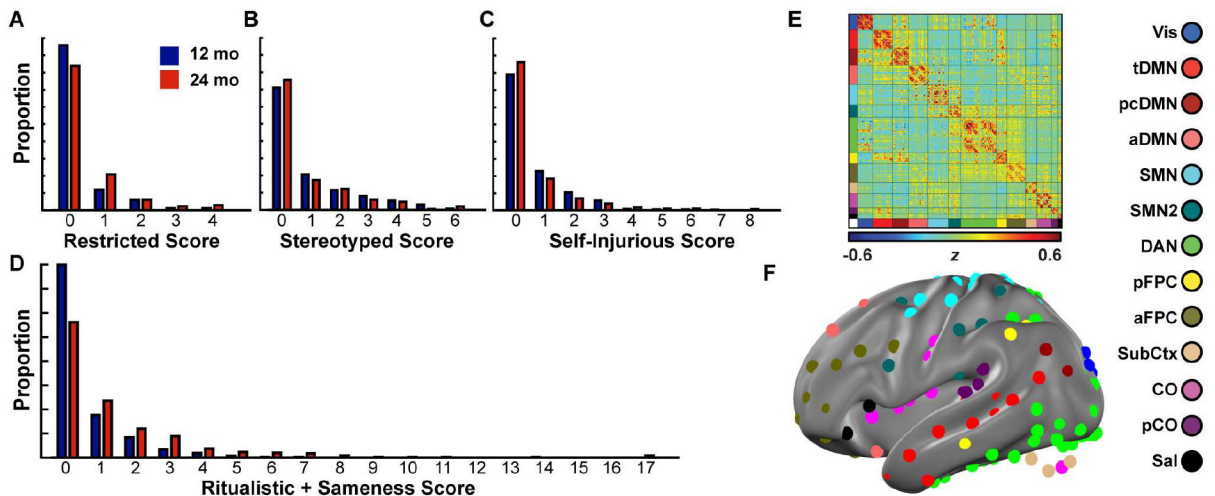 A
12 mo
24 mo
Proportion
0 1 2 3 4
Restricted Score
B
0 1 2 3 4 5 6
Stereotyped Score
C
0 1 2 3 4 5 6 7 8
Self-Injurious Score
D
Proportion
0 1 2 3 4 5 6 7 8 9 10 11 12 13 14 15 16 17
Ritualistic + Sameness Score
E
-0.6 z 0.6
F
Vis
tDMN
pcDMN
aDMN
SMN
SMN2
DAN
pFPC
aFPC
SubCtx
CO
pCO
Sal